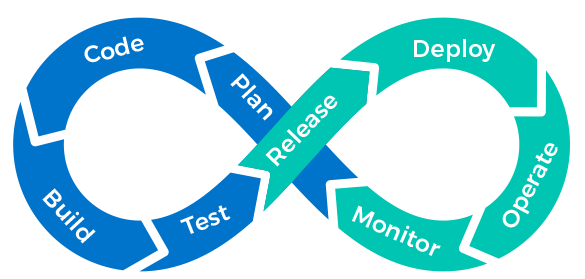 Plan
Code
Build
Test
Release
Deploy
Operate
Monitor